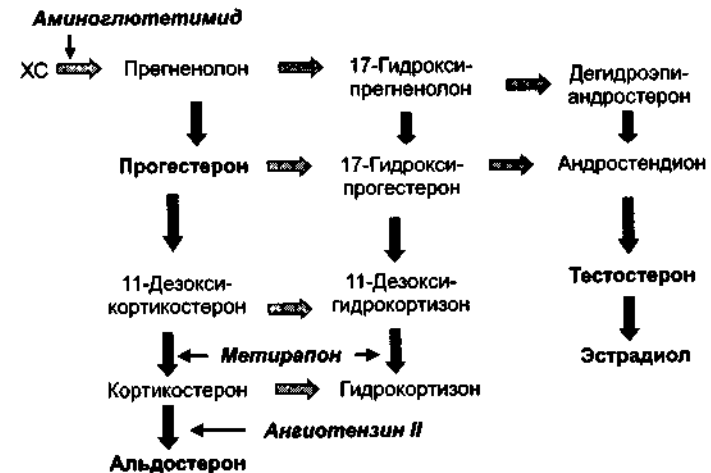 Аминоглютетимид
ХС Прегненолон 17-Гидрокси-
прегненолон Дегидроэпи-
андростерон
Прогестерон 17-Гидрокси-
прогестерон Андростендион
11-Дезокси-
кортикостерон 11-Дезокси-
гидрокортизон Тестостерон
Метирапон Эстрадиол
Кортикостерон Гидрокортизон
Ангиотензин II
Альдостерон